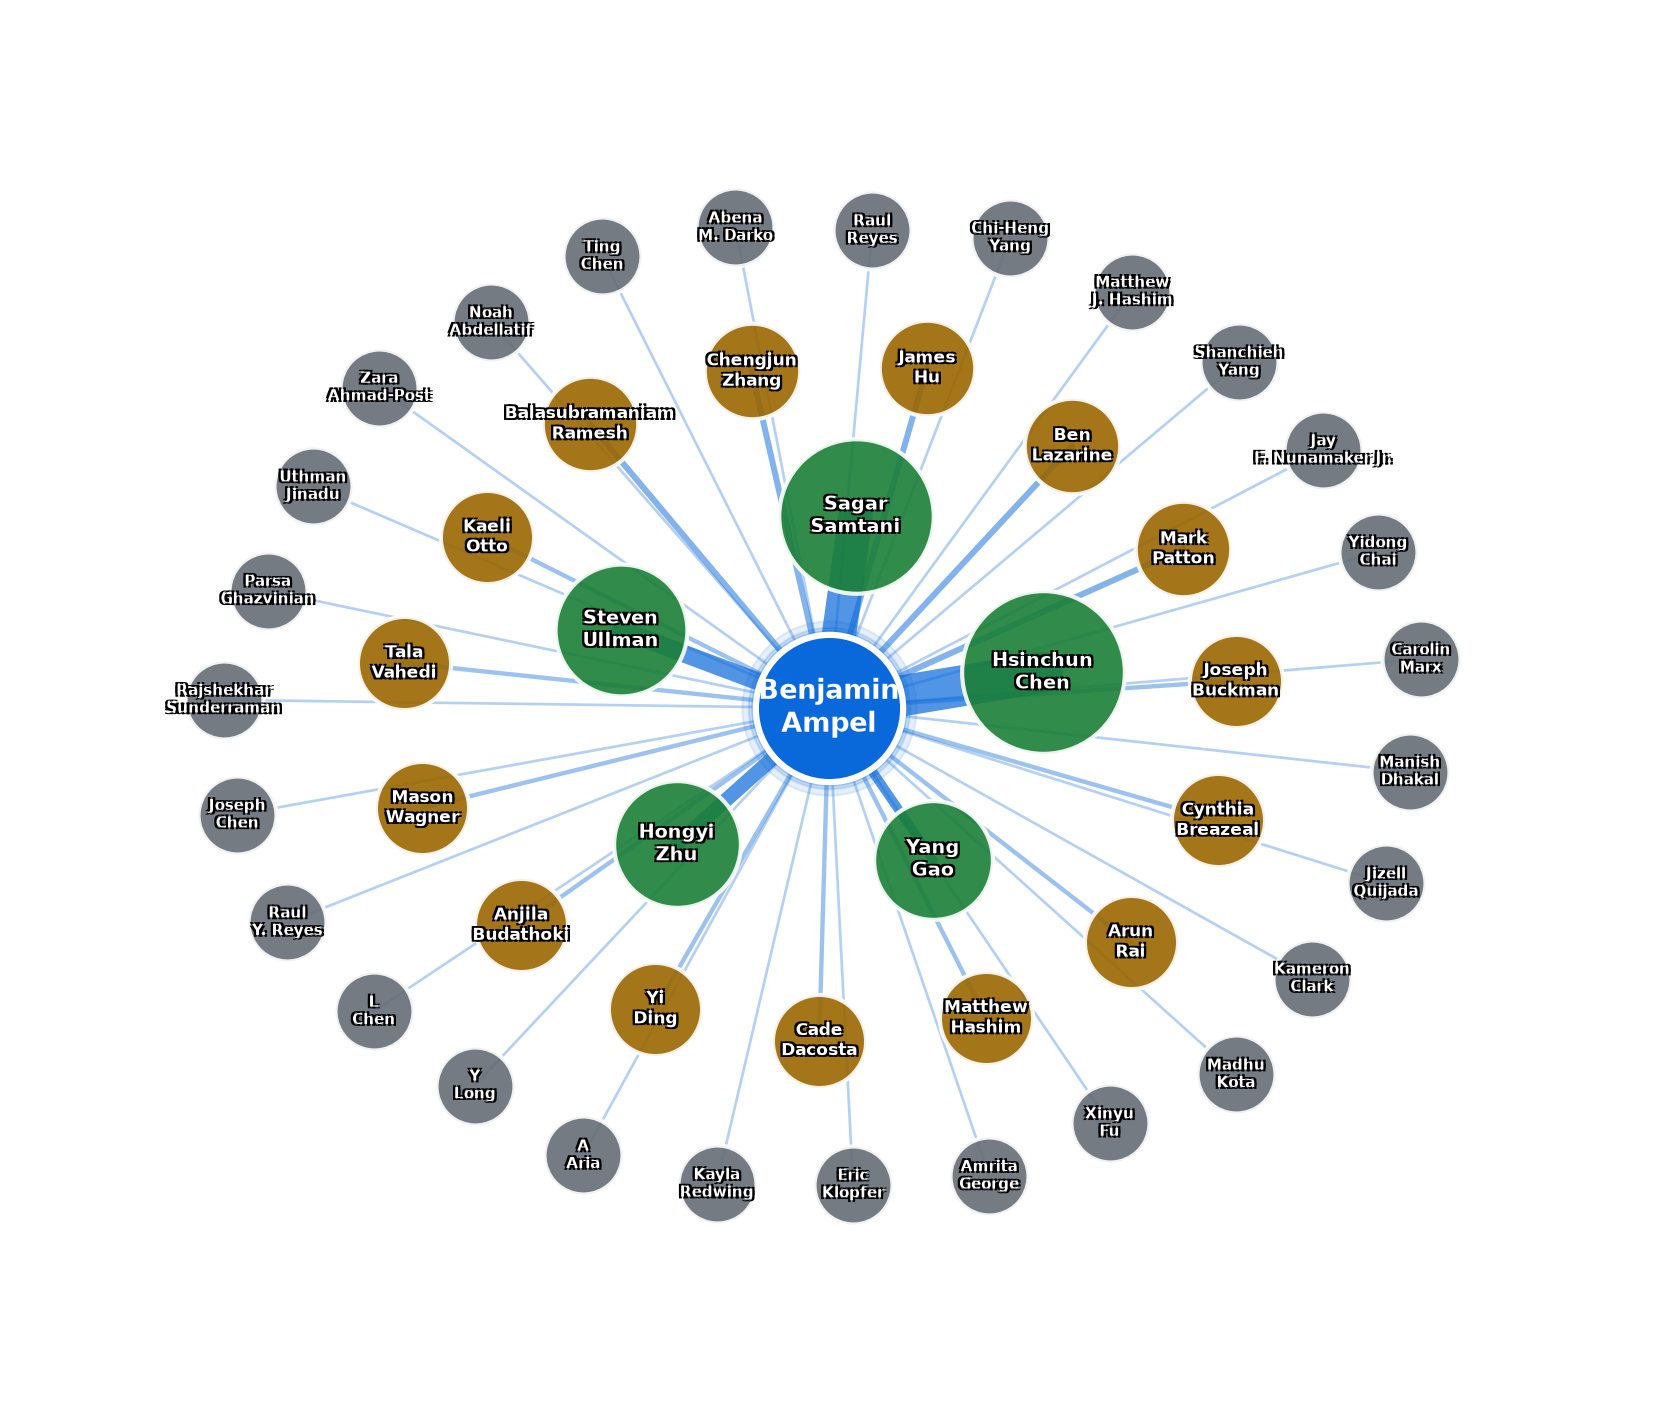 Abena
M. Darko
Raul
Reyes
Chi-Heng
Yang
Ting
Chen
Matthew
J. Hashim
Noah
Abdellatif
Shanchieh
Yang
Chengjun
Zhang
James
Hu
Zara
Ahmad-Post
Balasubramaniam
Ramesh
Ben
Lazarine
Jay
F. Nunamaker Jr.
Uthman
Jinadu
Sagar
Samtani
Kaeli
Otto
Mark
Patton
Yidong
Chai
Parsa
Ghazvinian
Steven
Ullman
Tala
Vahedi
Hsinchun
Chen
Joseph
Buckman
Carolin
Marx
Rajshekhar
Sunderraman
Benjamin
Ampel
Manish
Dhakal
Joseph
Chen
Mason
Wagner
Cynthia
Breazeal
Hongyi
Zhu
Yang
Gao
Jizell
Quijada
Raul
Y. Reyes
Anjila
Budathoki
Arun
Rai
Kameron
Clark
L
Chen
Yi
Ding
Matthew
Hashim
Cade
Dacosta
Y
Long
Madhu
Kota
Xinyu
Fu
A
Aria
Kayla
Redwing
Eric
Klopfer
Amrita
George